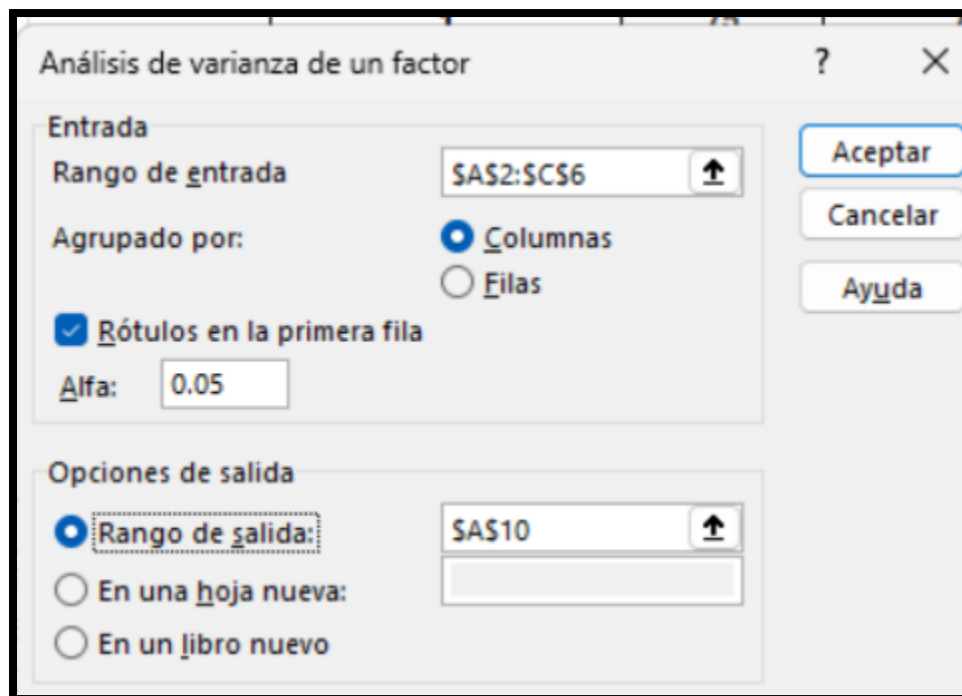 Análisis de varianza de un factor ?
Entrada
Rango de entrada $A$2:$C$6
Agrupado por: Columnas
Filas
Rótulos en la primera fila
Alfa: 0.05
Aceptar
Cancelar
Ayuda
Opciones de salida
Rango de salida: $A$10
En una hoja nueva:
En un libro nuevo